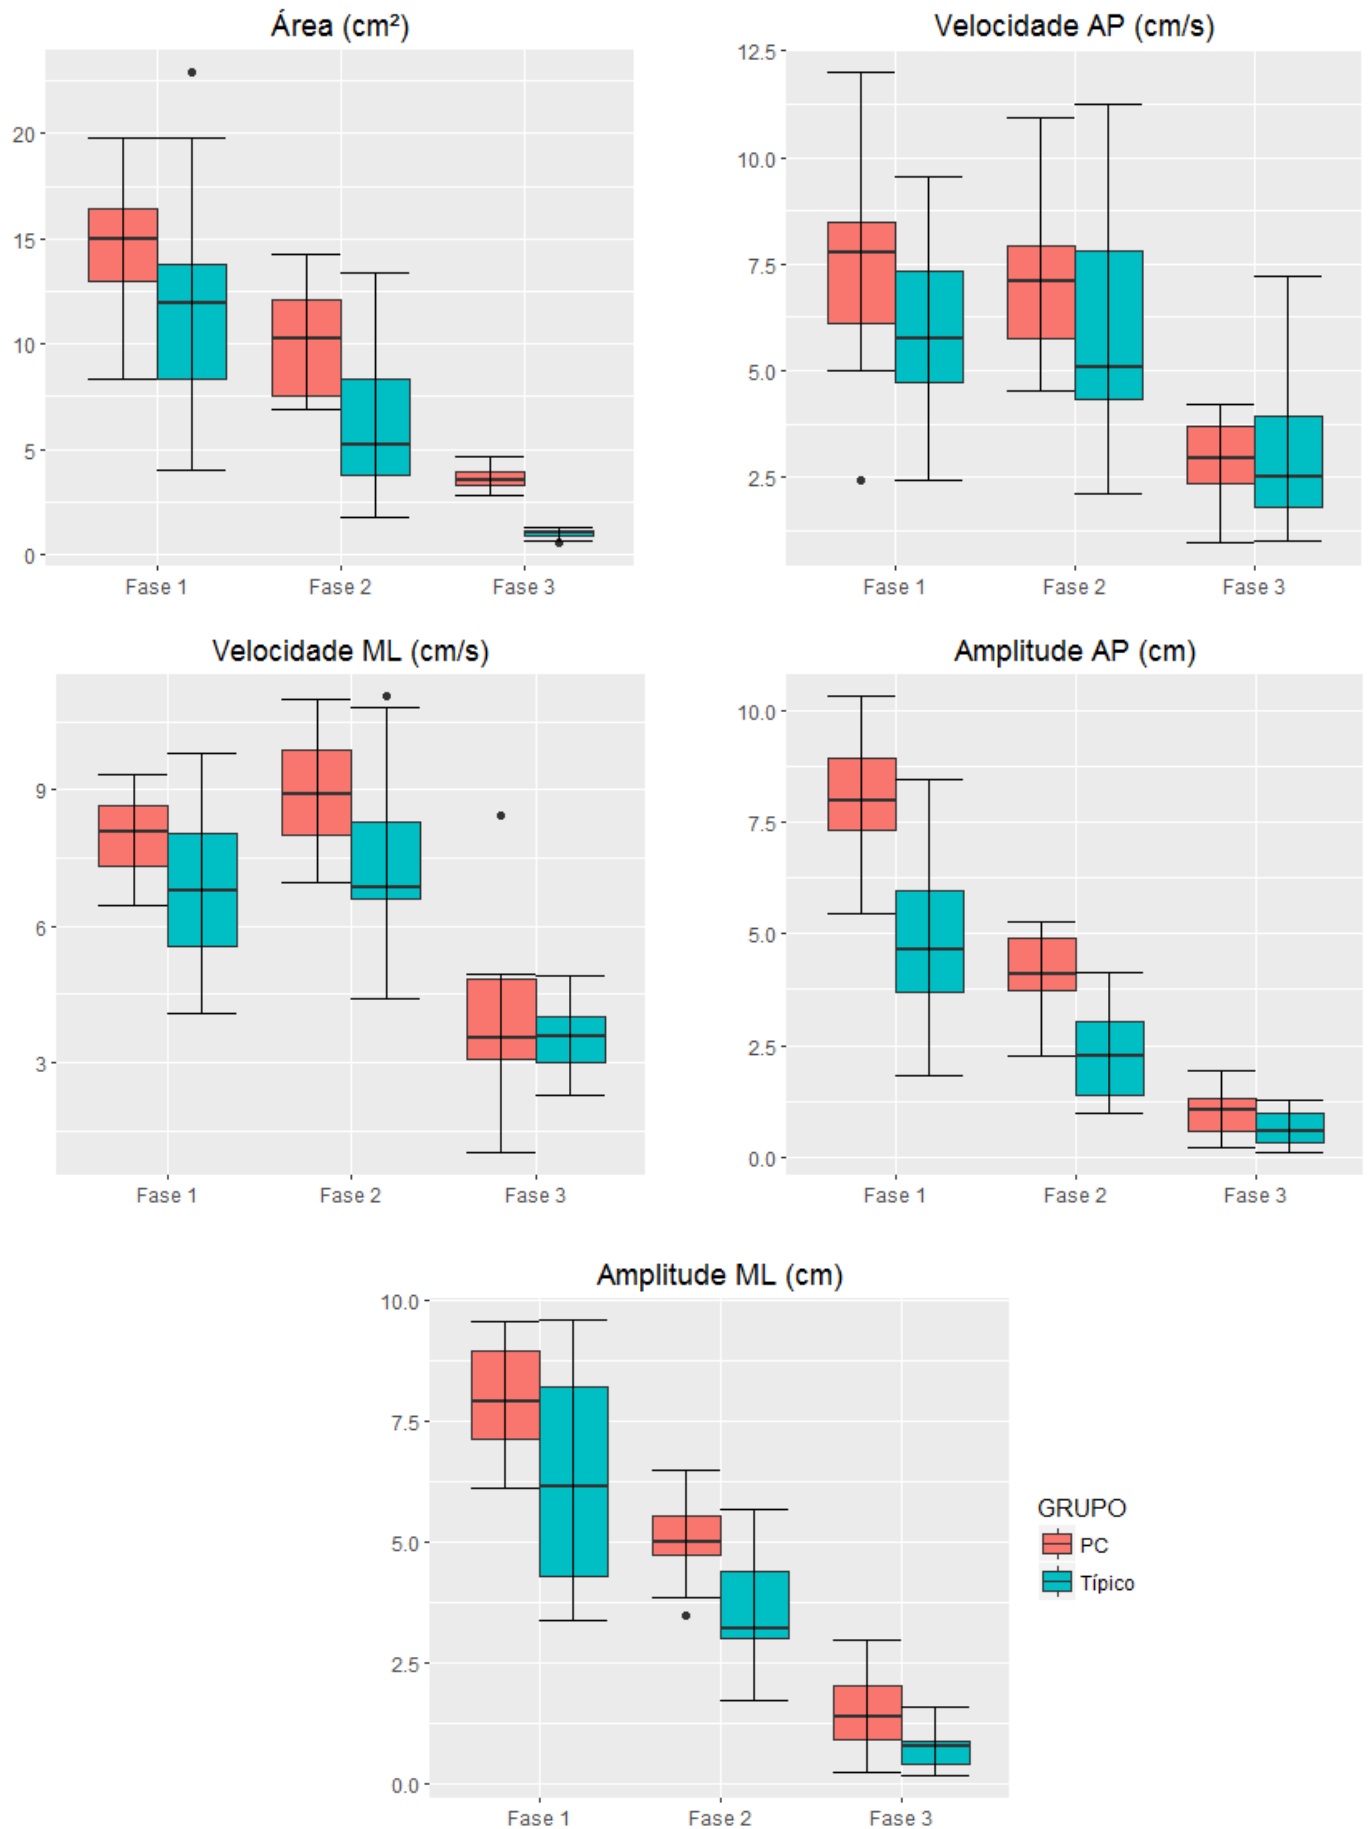 Área (cm²)
20
15
10
5
0
Fase 1 Fase 2 Fase 3
Velocidade AP (cm/s)
12.5
10.0
7.5
5.0
2.5
Fase 1 Fase 2 Fase 3
Velocidade ML (cm/s)
9
6
3
Fase 1 Fase 2 Fase 3
Amplitude AP (cm)
10.0
7.5
5.0
2.5
0.0
Fase 1 Fase 2 Fase 3
Amplitude ML (cm)
10.0
7.5
5.0
2.5
0.0
Fase 1 Fase 2 Fase 3
GRUPO
PC
Típico